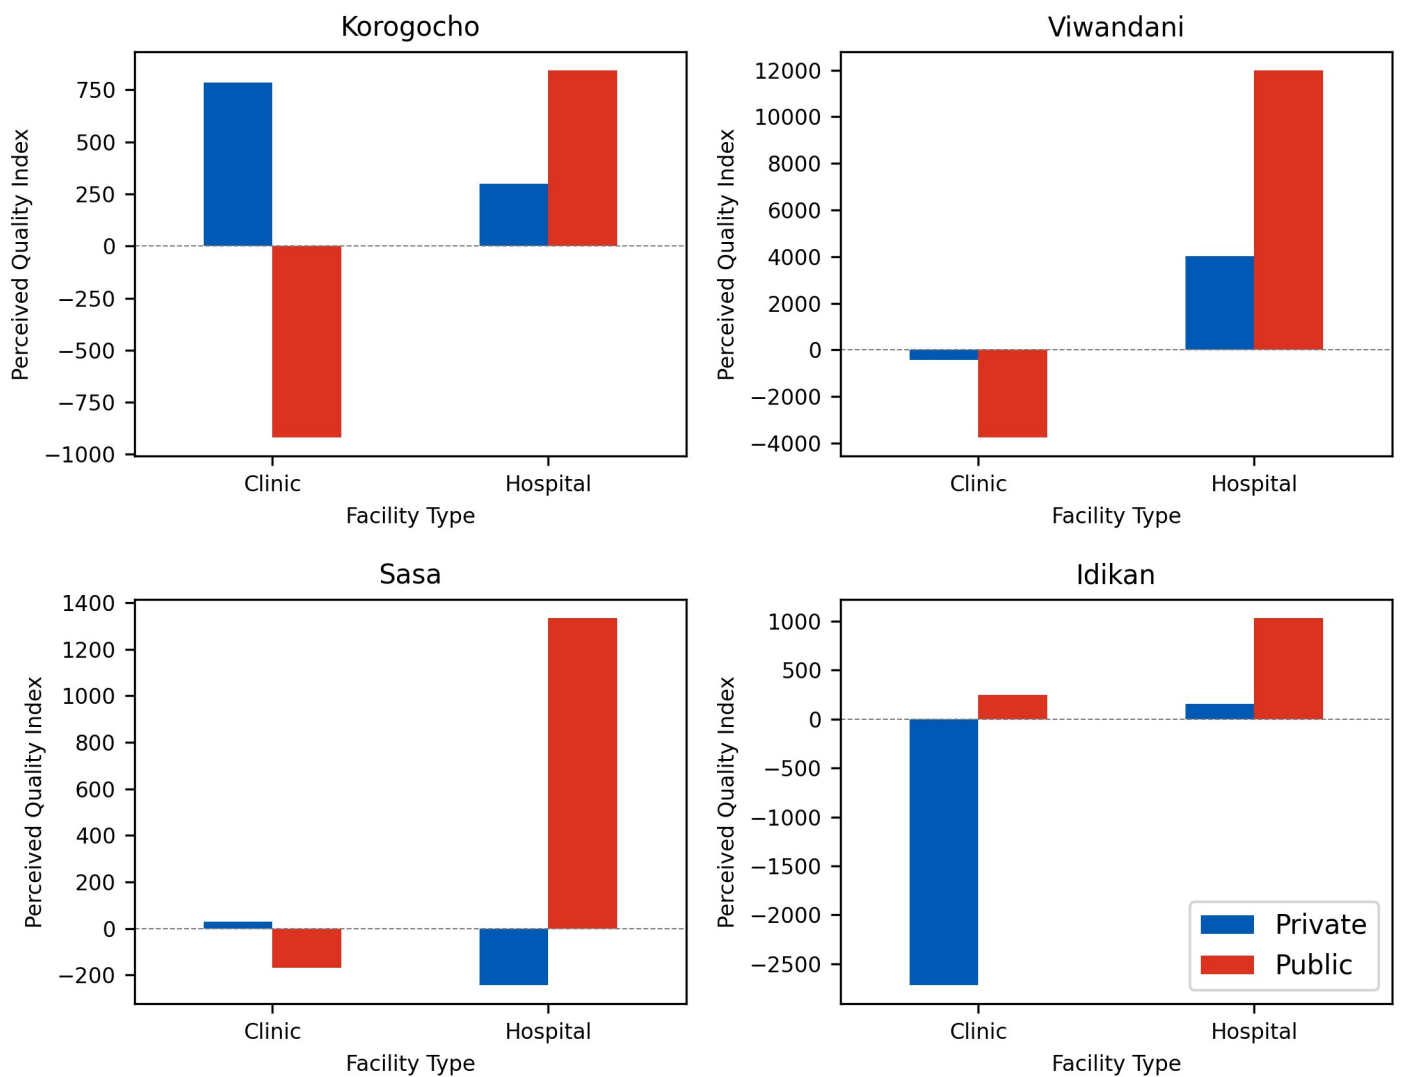 Korogocho
Perceived Quality Index
750
500
250
0
−250
−500
−750
−1000
Clinic
Hospital
Facility Type
Viwandani
Perceived Quality Index
12000
10000
8000
6000
4000
2000
0
−2000
−4000
Clinic
Hospital
Facility Type
Sasa
Perceived Quality Index
1400
1200
1000
800
600
400
200
0
−200
Clinic
Hospital
Facility Type
Idikan
Perceived Quality Index
1000
500
0
−500
−1000
−1500
−2000
−2500
Private
Public
Clinic
Hospital
Facility Type